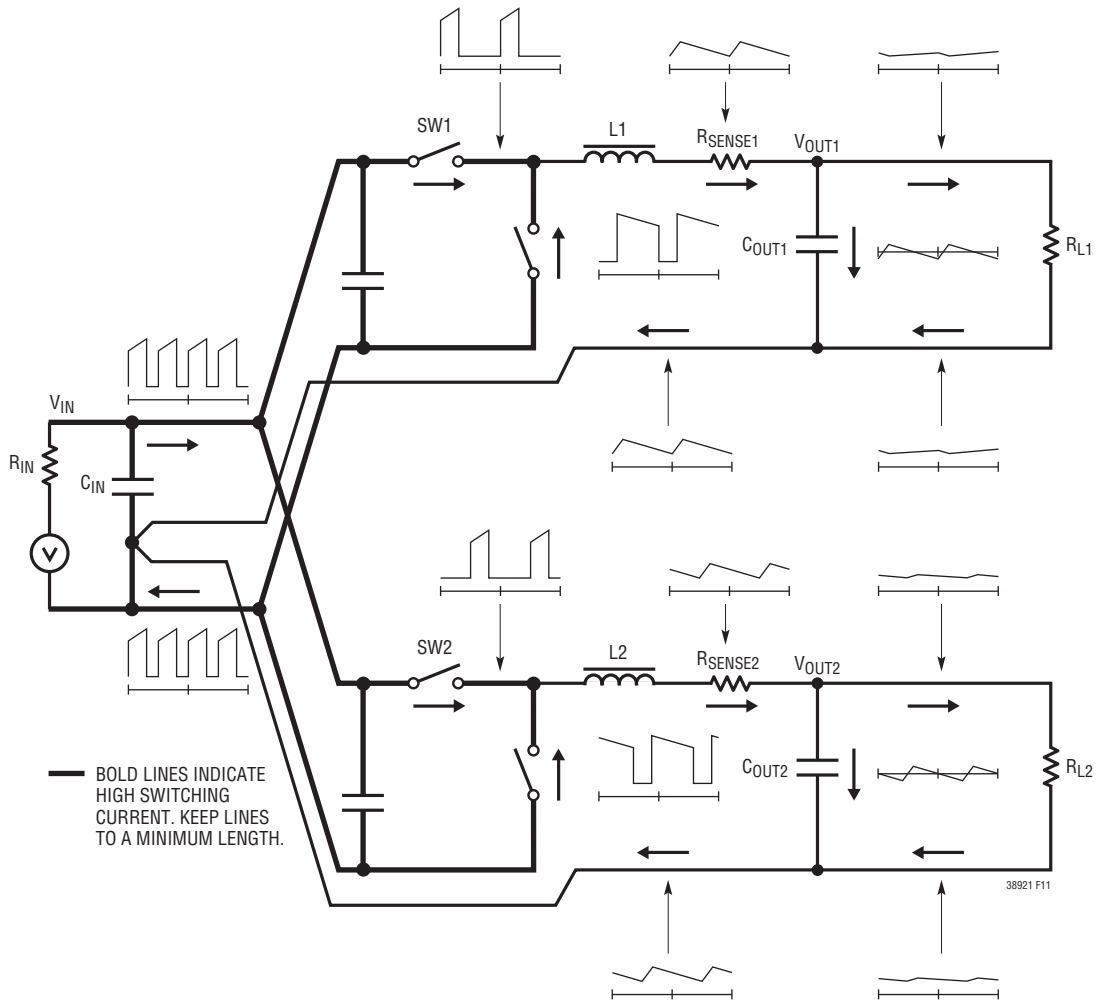 SW1
L1
RSENSE1
VOUT1
COUT1
RL1
VIN
RIN
CIN
V
SW2
L2
RSENSE2
VOUT2
COUT2
RL2
BOLD LINES INDICATE
HIGH SWITCHING
CURRENT. KEEP LINES
TO A MINIMUM LENGTH.
38921 F11